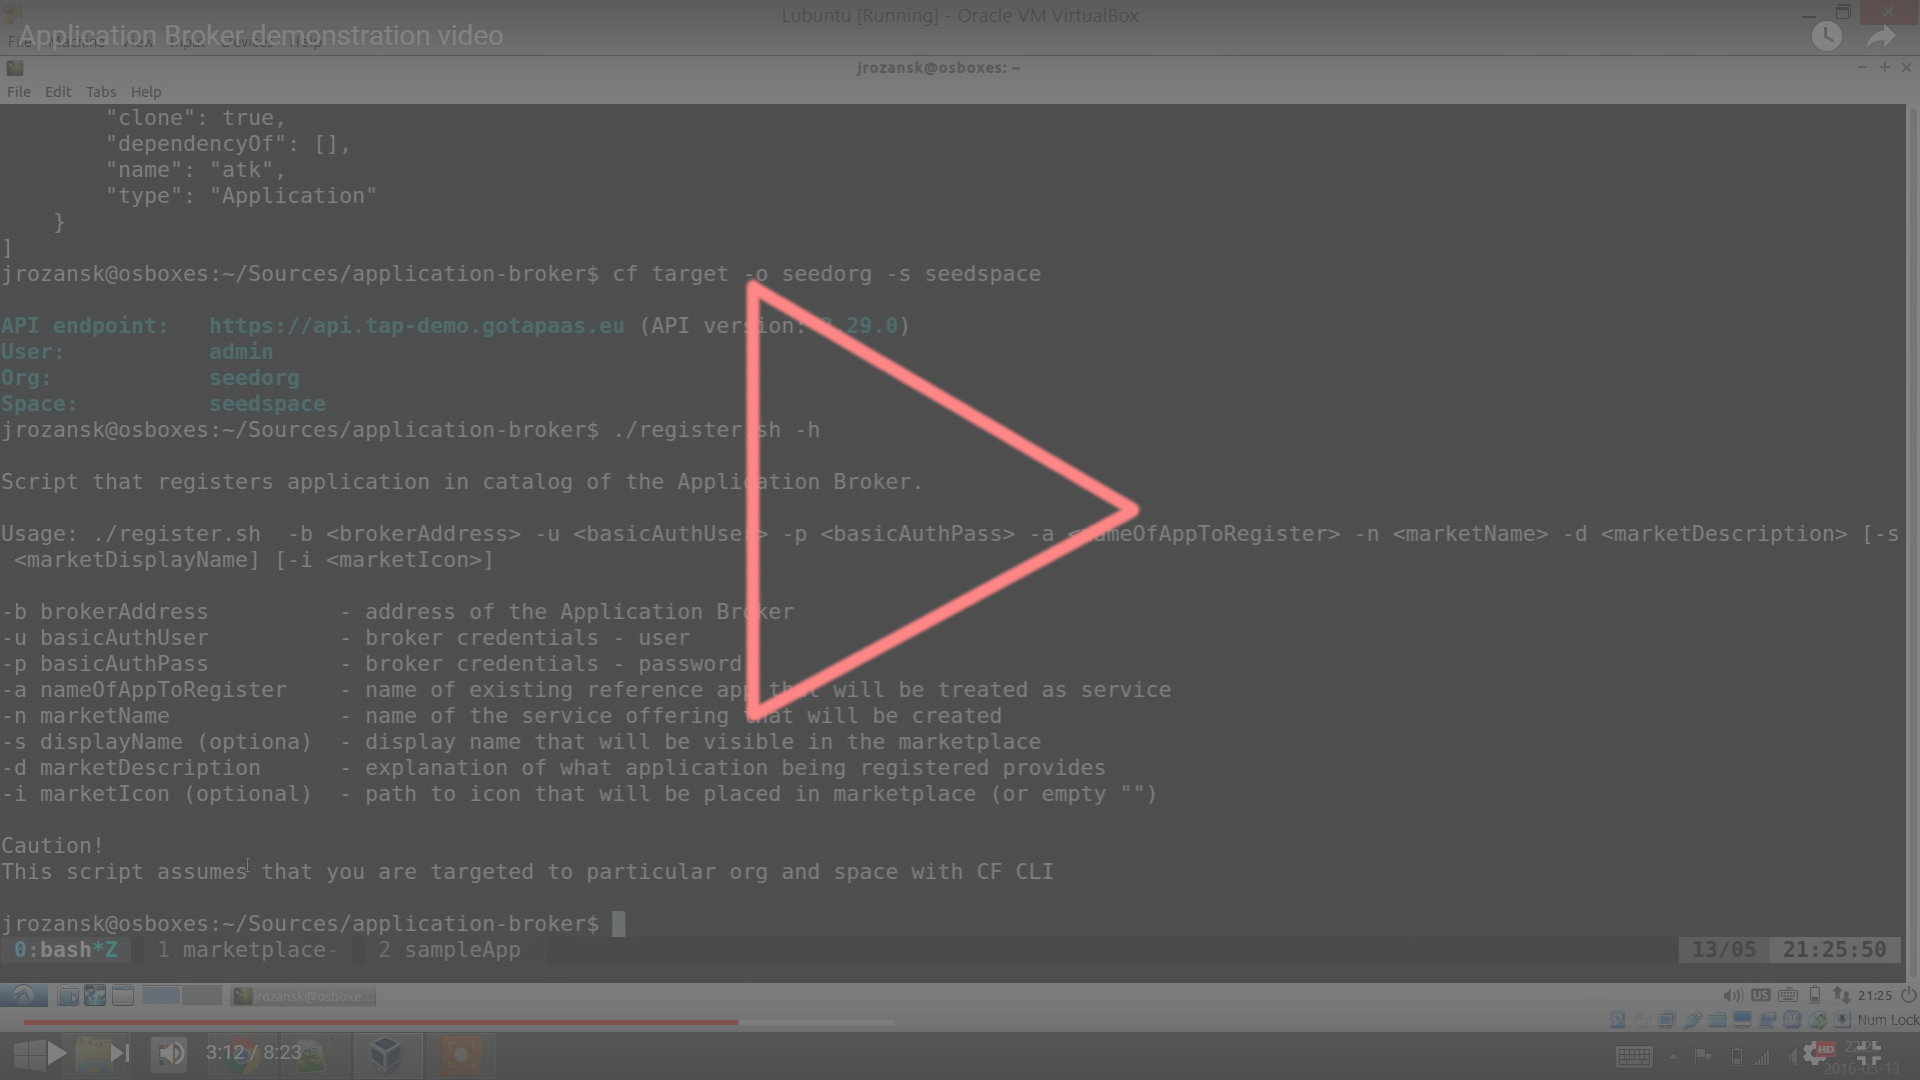 Lubuntu [Running] - Oracle VM VirtualBox
Application Broker demonstration video
jrozansk@osboxes: ~
File Edit Tabs Help
"clone": true,
"dependencyOf": [],
"name": "atk",
"type": "Application"
}
]
jrozansk@osboxes:~/Sources/application-broker$ cf target -o seedorg -s seedspace
API endpoint: https://api.tap-demo.gotapaas.eu (API version: 2.29.0)
User: admin
Org: seedorg
Space: seedspace
jrozansk@osboxes:~/Sources/application-broker$ ./register.sh -h
Script that registers application in catalog of the Application Broker.
Usage: ./register.sh -b <brokerAddress> -u <basicAuthUser> -p <basicAuthPass> -a <nameOfAppToRegister> -n <marketName> -d <marketDescription> [-s
<marketDisplayName] [-i <marketIcon>]
-b brokerAddress - address of the Application Broker
-u basicAuthUser - broker credentials - user
-p basicAuthPass - broker credentials - password
-a nameOfAppToRegister - name of existing reference app that will be treated as service
-n marketName - name of the service offering that will be created
-s displayName (optiona) - display name that will be visible in the marketplace
-d marketDescription - explanation of what application being registered provides
-i marketIcon (optional) - path to icon that will be placed in marketplace (or empty "")
Caution!
This script assumes that you are targeted to particular org and space with CF CLI
jrozansk@osboxes:~/Sources/application-broker$
0:bash*Z 1 marketplace- 2 sampleApp 13/05 21:25:50
jrozansk@osboxe... US 21:25
Num Lock
3:12 / 8:23 HD
2016-05-13